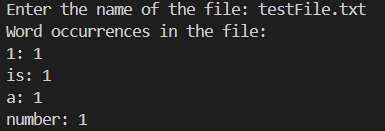 Enter the name of the file: testFile.txt
Word occurrences in the file:
1: 1
is: 1
a: 1
number: 1